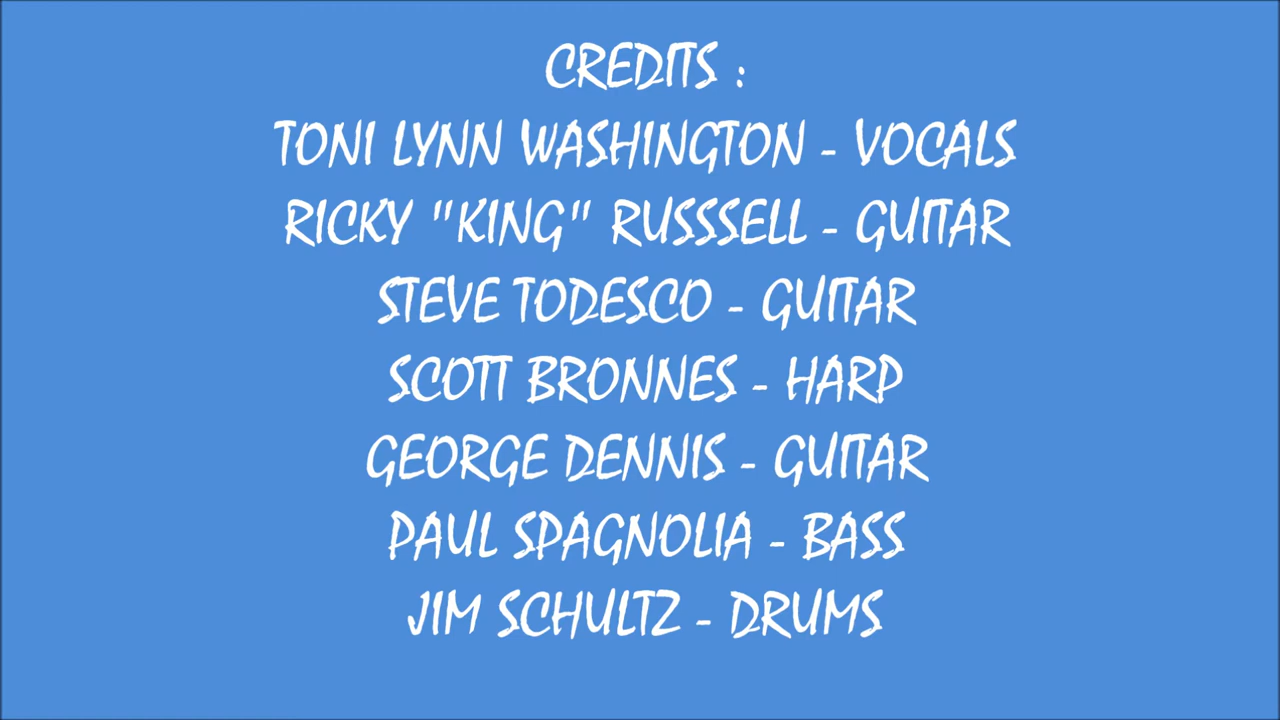 CREDITS :
TONI LYNN WASHINGTON - VOCALS
RICKY "KING" RUSSSELL - GUITAR
STEVE TODESCO - GUITAR
SCOTT BRONNES - HARP
GEORGE DENNIS - GUITAR
PAUL SPAGNOLIA - BASS
JIM SCHULTZ - DRUMS